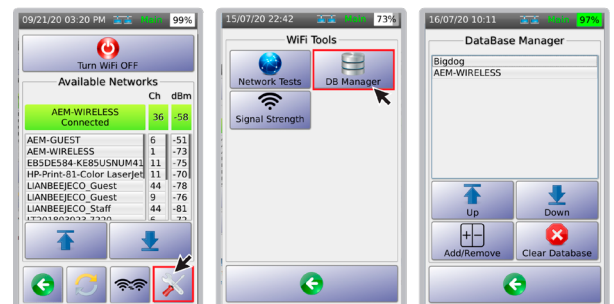 09/21/20 03:20 PM Main 99%
Turn WiFi OFF
Available Networks
Ch dBm
AEM-WIRELESS
Connected
36 -58
AEM-GUEST 6 -51
AEM-WIRELESS 1 -73
EB5DE584-KE85USNUM41 11 -75
HP-Print-81-Color LaserJet 11 -70
LIANBEEJECO_Guest 44 -78
LIANBEEJECO_Guest 9 -76
LIANBEEJECO_Staff 44 -81
15/07/20 22:42 Main 73%
WiFi Tools
Network Tests
DB Manager
Signal Strength
16/07/20 10:11 Main 97%
DataBase Manager
Bigdog
AEM-WIRELESS
Up
Down
Add/Remove
Clear Database